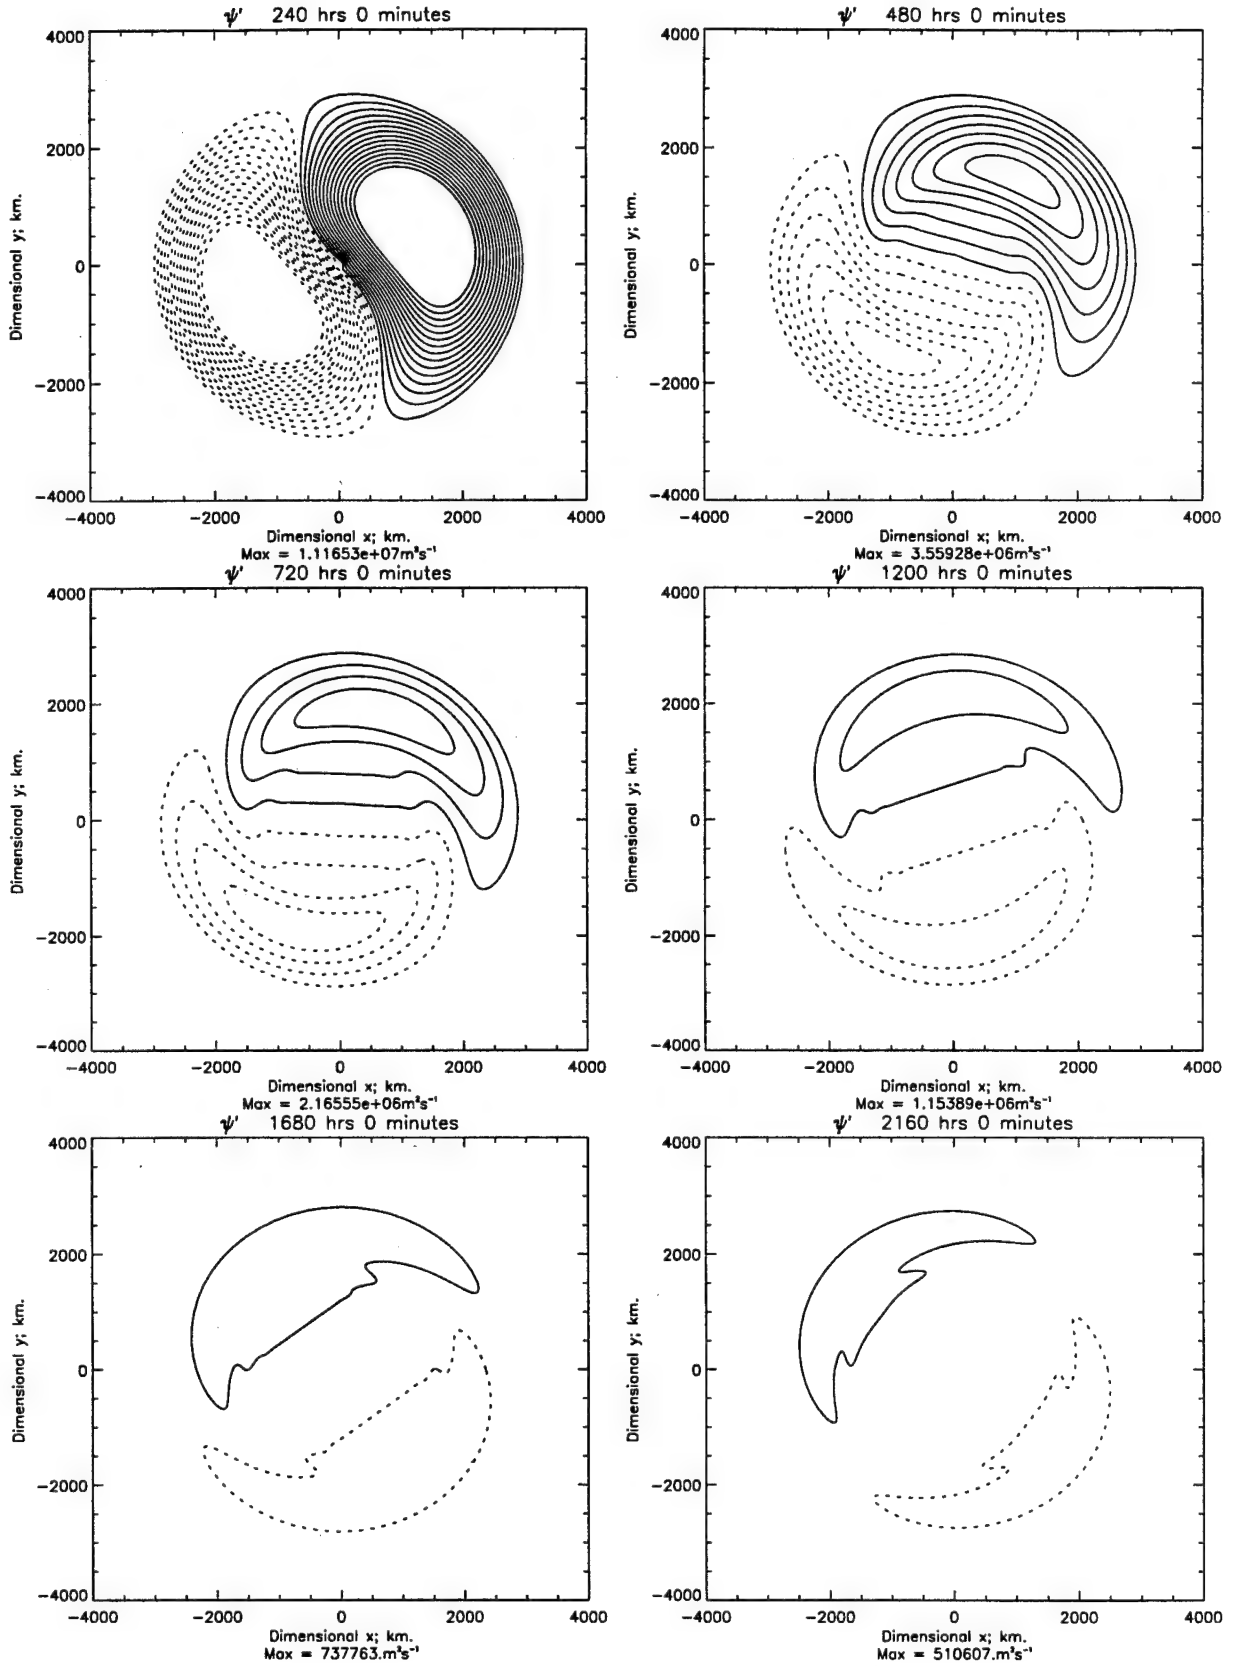 ψ' 240 hrs 0 minutes
4000
2000
0
−2000
−4000
Dimensional y; km.
−4000 −2000 0 2000 4000
Dimensional x; km.
Max = 1.11653e+07m²s⁻¹
ψ' 480 hrs 0 minutes
4000
2000
0
−2000
−4000
Dimensional y; km.
−4000 −2000 0 2000 4000
Dimensional x; km.
Max = 3.55928e+06m²s⁻¹
ψ' 720 hrs 0 minutes
4000
2000
0
−2000
−4000
Dimensional y; km.
−4000 −2000 0 2000 4000
Dimensional x; km.
Max = 2.16555e+06m²s⁻¹
ψ' 1200 hrs 0 minutes
4000
2000
0
−2000
−4000
Dimensional y; km.
−4000 −2000 0 2000 4000
Dimensional x; km.
Max = 1.15389e+06m²s⁻¹
ψ' 1680 hrs 0 minutes
4000
2000
0
−2000
−4000
Dimensional y; km.
−4000 −2000 0 2000 4000
Dimensional x; km.
Max = 737763.m²s⁻¹
ψ' 2160 hrs 0 minutes
4000
2000
0
−2000
−4000
Dimensional y; km.
−4000 −2000 0 2000 4000
Dimensional x; km.
Max = 510607.m²s⁻¹